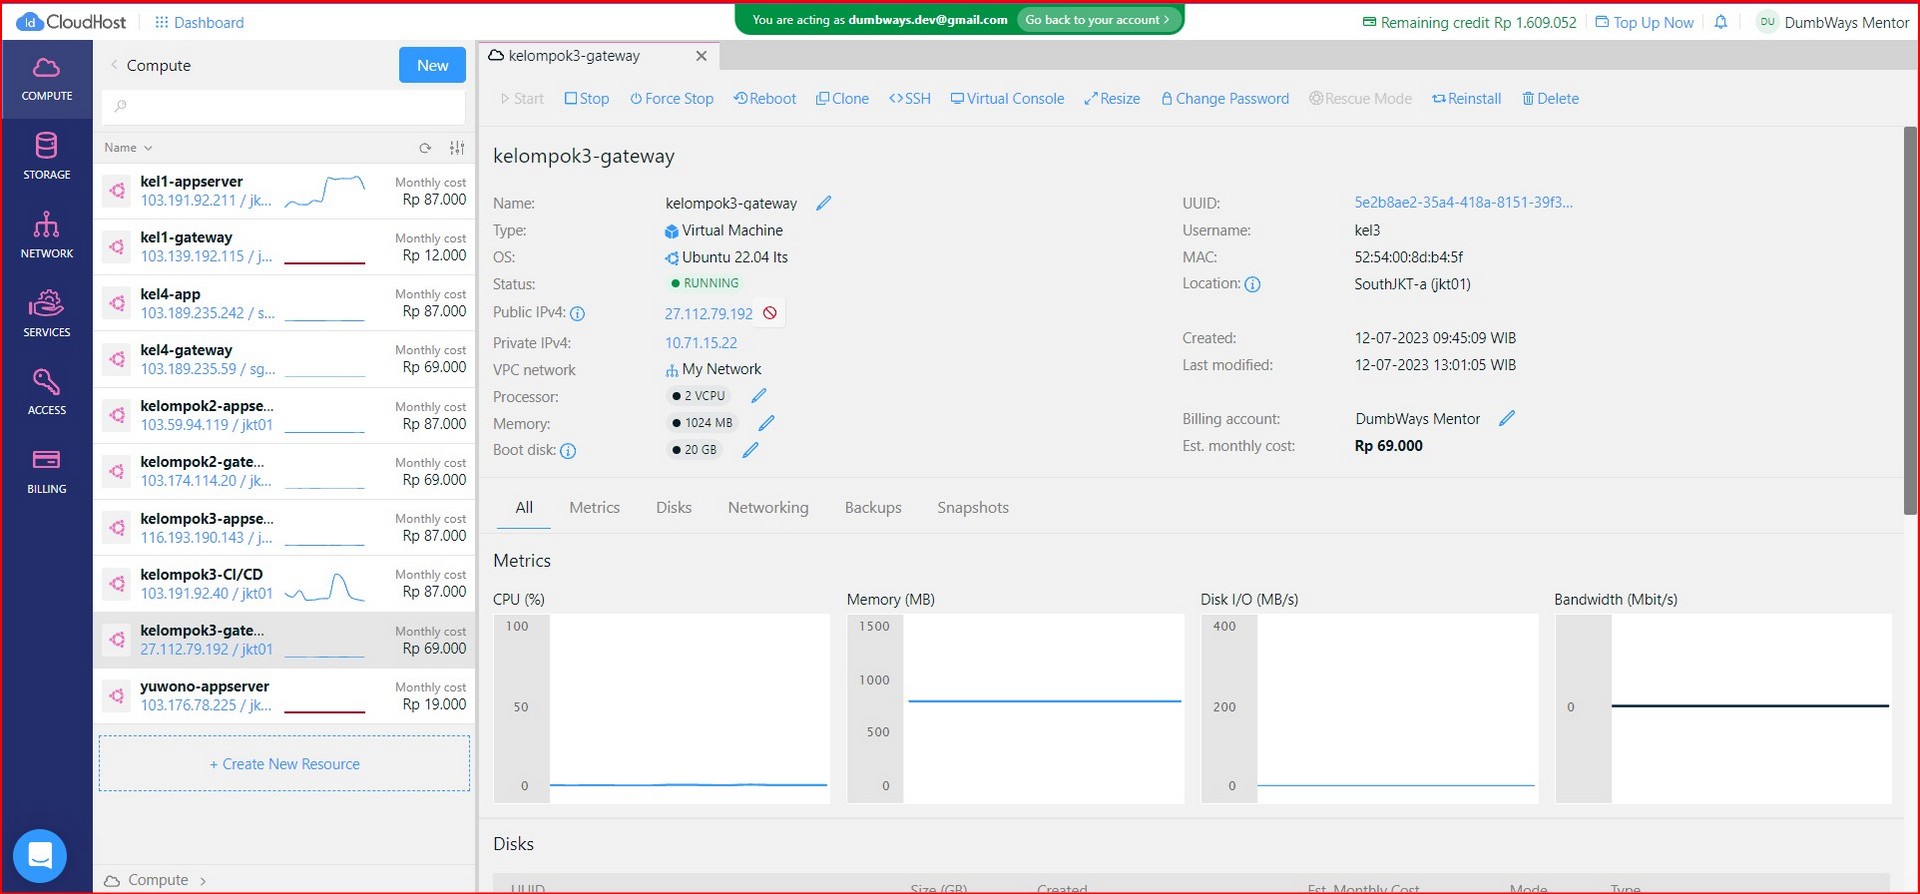 id CloudHost
Dashboard
You are acting as dumbways.dev@gmail.com
Go back to your account >
Remaining credit Rp 1.609.052
Top Up Now
DU
DumbWays Mentor
COMPUTE
STORAGE
NETWORK
SERVICES
ACCESS
BILLING
Compute
New
Name
kel1-appserver
103.191.92.211 / jk...
Monthly cost
Rp 87.000
kel1-gateway
103.139.192.115 / j...
Monthly cost
Rp 12.000
kel4-app
103.189.235.242 / s...
Monthly cost
Rp 87.000
kel4-gateway
103.189.235.59 / sg...
Monthly cost
Rp 69.000
kelompok2-appse...
103.59.94.119 / jkt01
Monthly cost
Rp 87.000
kelompok2-gate...
103.174.114.20 / jk...
Monthly cost
Rp 69.000
kelompok3-appse...
116.193.190.143 / j...
Monthly cost
Rp 87.000
kelompok3-CI/CD
103.191.92.40 / jkt01
Monthly cost
Rp 87.000
kelompok3-gate...
27.112.79.192 / jkt01
Monthly cost
Rp 69.000
yuwono-appserver
103.176.78.225 / jk...
Monthly cost
Rp 19.000
+ Create New Resource
Compute >
kelompok3-gateway
Start
Stop
Force Stop
Reboot
Clone
<>SSH
Virtual Console
Resize
Change Password
Rescue Mode
Reinstall
Delete
kelompok3-gateway
Name: kelompok3-gateway
Type: Virtual Machine
OS: Ubuntu 22.04 lts
Status: RUNNING
Public IPv4: 27.112.79.192
Private IPv4: 10.71.15.22
VPC network My Network
Processor: 2 VCPU
Memory: 1024 MB
Boot disk: 20 GB
UUID: 5e2b8ae2-35a4-418a-8151-39f3...
Username: kel3
MAC: 52:54:00:8d:b4:5f
Location: SouthJKT-a (jkt01)
Created: 12-07-2023 09:45:09 WIB
Last modified: 12-07-2023 13:01:05 WIB
Billing account: DumbWays Mentor
Est. monthly cost: Rp 69.000
All
Metrics
Disks
Networking
Backups
Snapshots
Metrics
CPU (%)
100
50
0
Memory (MB)
1500
1000
500
0
Disk I/O (MB/s)
400
200
0
Bandwidth (Mbit/s)
0
Disks
UUID
Size (GB)
Created
Est. Monthly Cost
Mode
Type